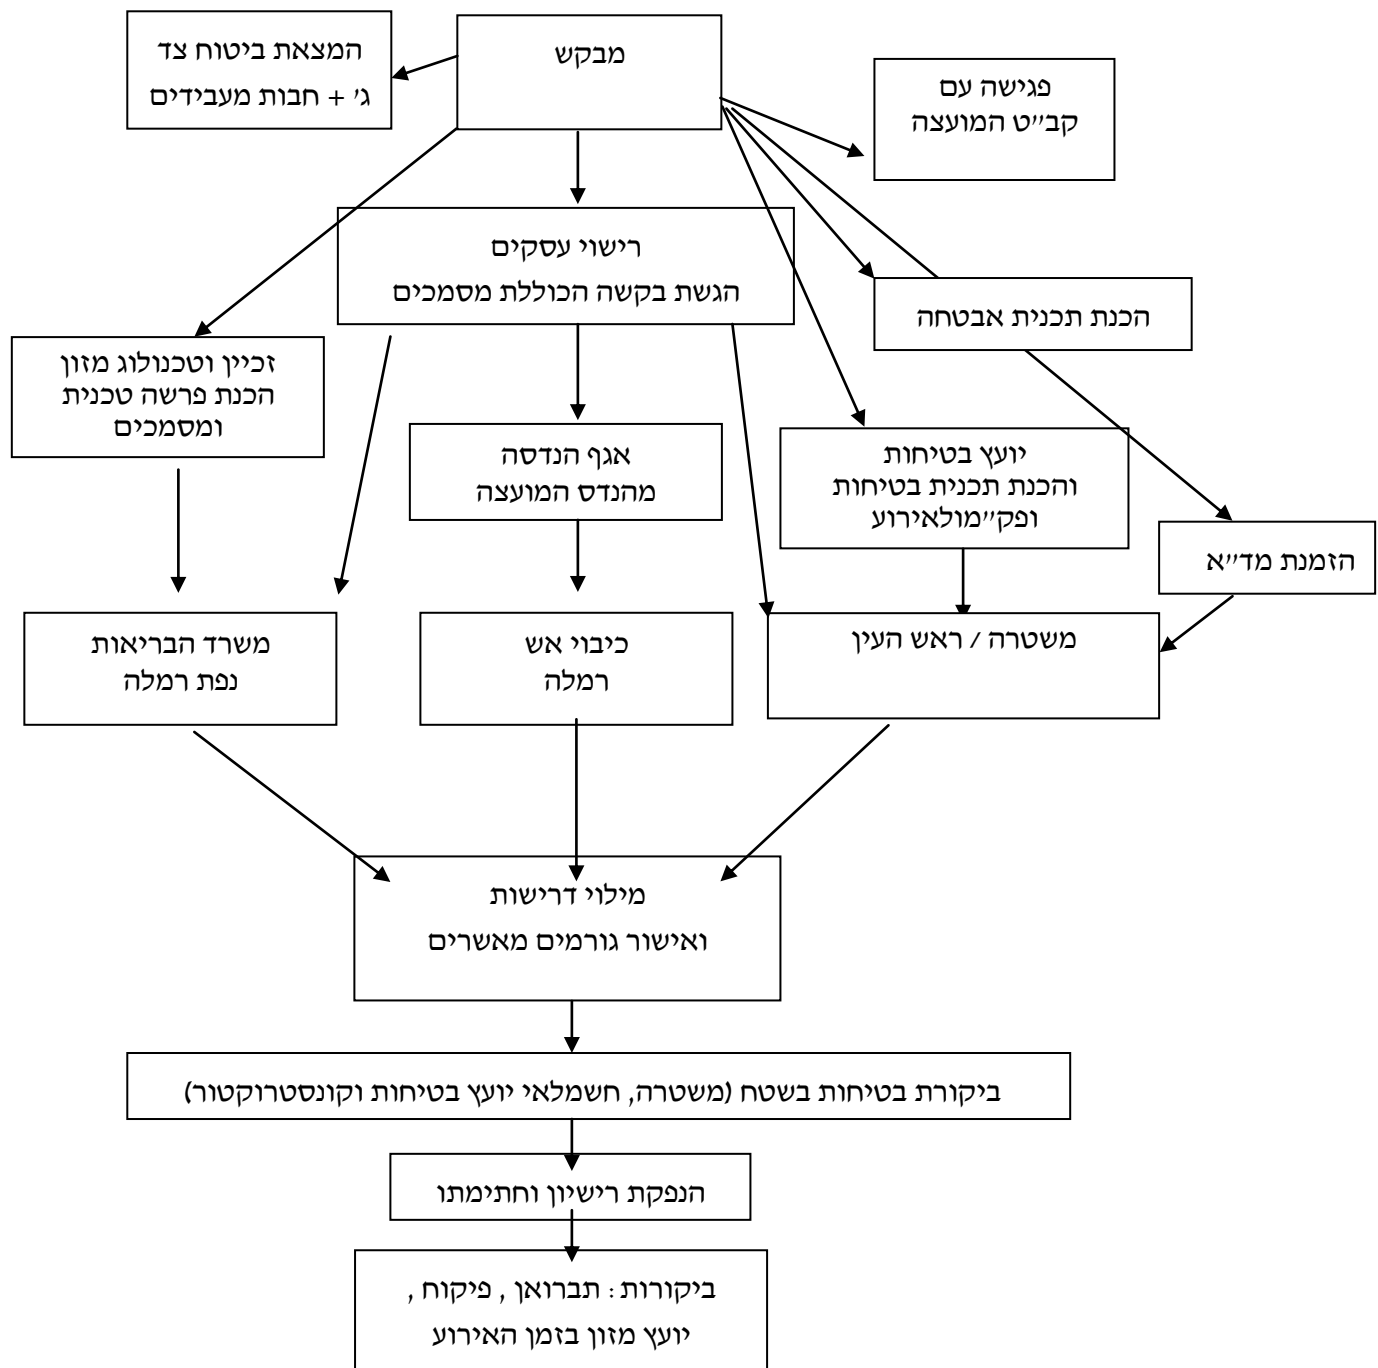 מבקש
המצאת ביטוח צד
ג' + חבות מעבידים
פגישה עם
קב״ט המועצה
רישוי עסקים
הגשת בקשה הכוללת מסמכים
הכנת תכנית אבטחה
זכיין וטכנולוג מזון
הכנת פרשה טכנית
ומסמכים
אגף הנדסה
מהנדס המועצה
יועץ בטיחות
והכנת תכנית בטיחות
ופק״מולאירוע
הזמנת מד״א
משטרה / ראש העין
כיבוי אש
רמלה
משרד הבריאות
נפת רמלה
מילוי דרישות
ואישור גורמים מאשרים
ביקורת בטיחות בשטח (משטרה, חשמלאי יועץ בטיחות וקונסטרוקטור)
הנפקת רישיון וחתימתו
ביקורות : תברואן , פיקוח ,
יועץ מזון בזמן האירוע